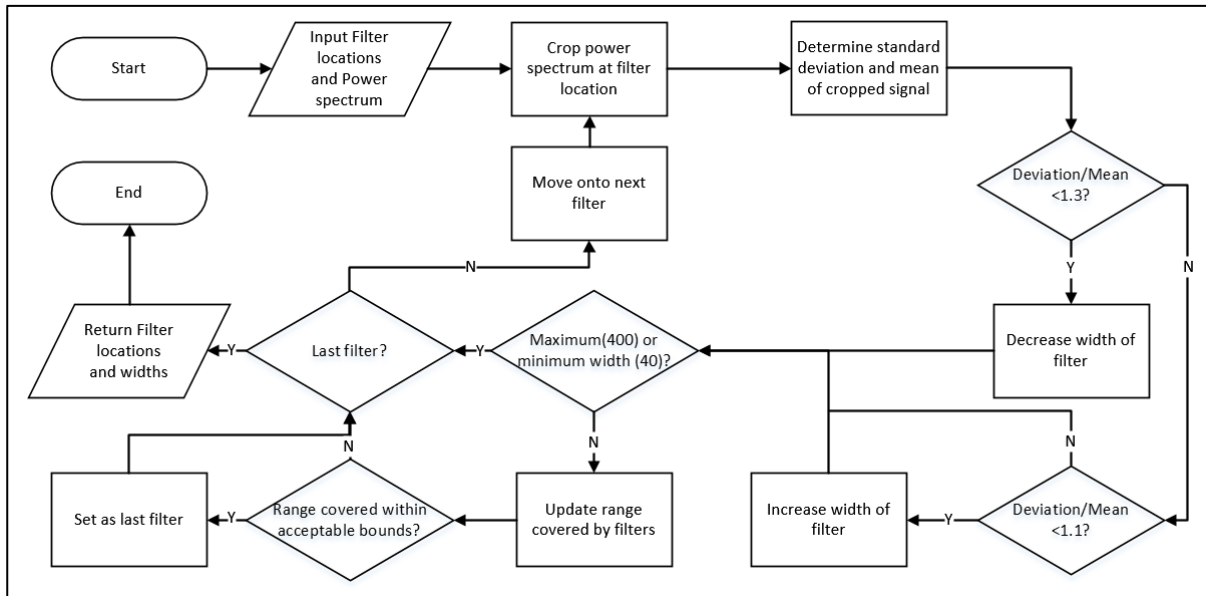 Start
Input Filter
locations
and Power
spectrum
Crop power
spectrum at filter
location
Determine standard
deviation and mean
of cropped signal
Deviation/Mean
<1.3?
Y
N
Decrease width of
filter
Deviation/Mean
<1.1?
N
Y
Increase width of
filter
Maximum(400) or
minimum width (40)?
Y
N
Update range
covered by filters
Range covered within
acceptable bounds?
Y
N
Set as last filter
Last filter?
N
Y
Move onto next
filter
Return Filter
locations
and widths
End